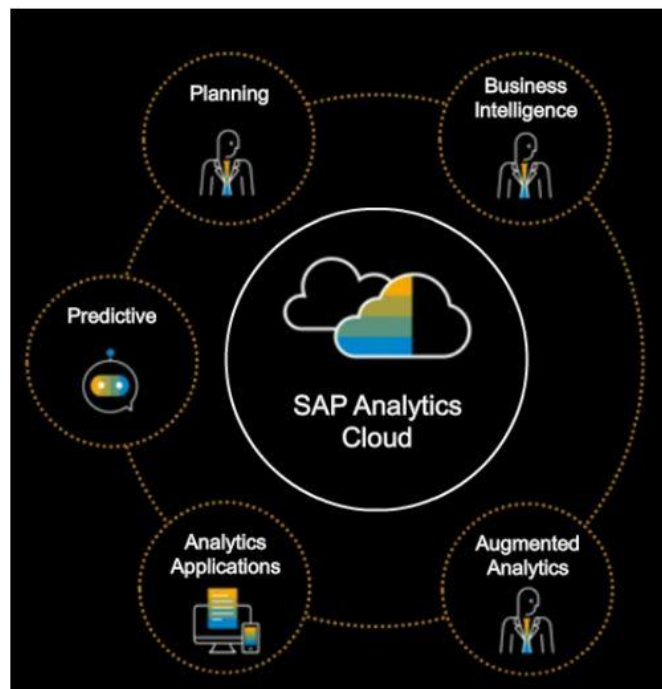 Planning
Business
Intelligence
Predictive
SAP Analytics
Cloud
Analytics
Applications
Augmented
Analytics